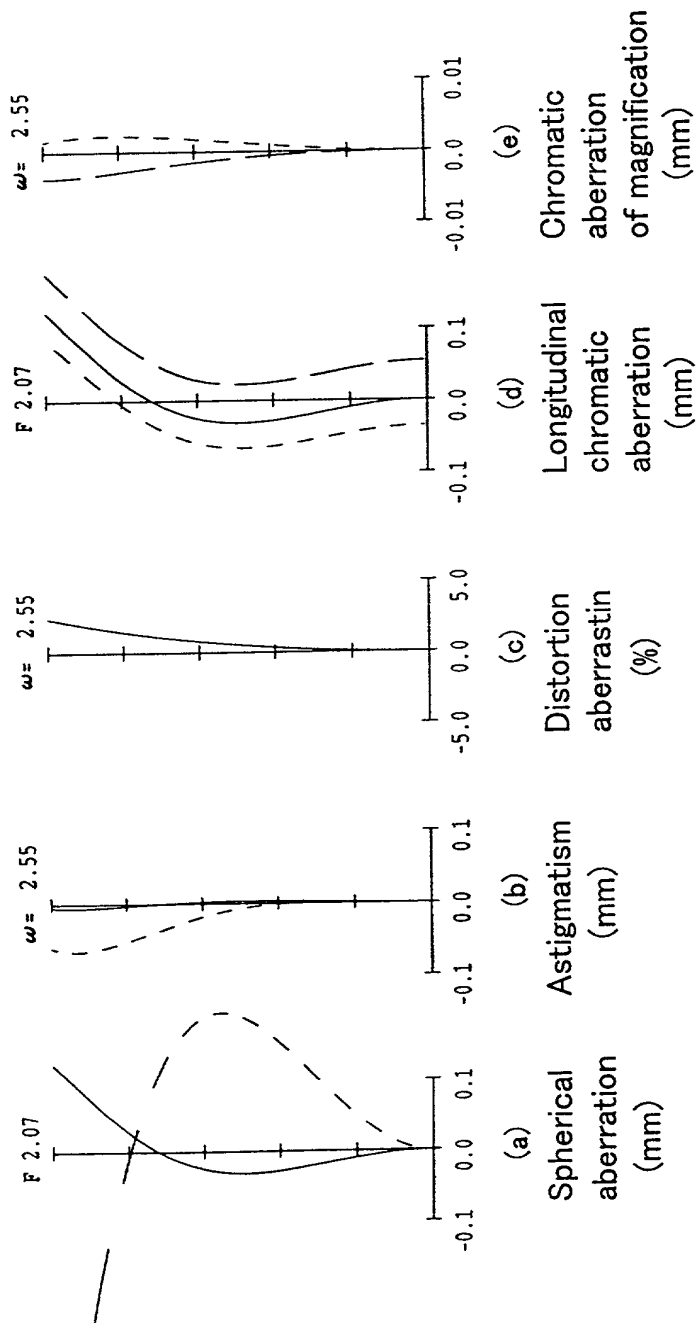 F 2.07
-0.1 0.0 0.1
(a)
Spherical
aberration
(mm)
ω= 2.55
-0.1 0.0 0.1
(b)
Astigmatism
(mm)
ω= 2.55
-5.0 0.0 5.0
(c)
Distortion
aberrastin
(%)
F 2.07
-0.1 0.0 0.1
(d)
Longitudinal
chromatic
aberration
(mm)
ω= 2.55
-0.01 0.0 0.01
(e)
Chromatic
aberration
of magnification
(mm)